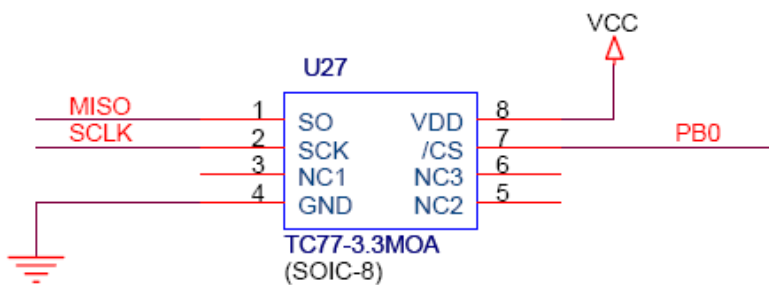 VCC
U27
MISO 1 SO VDD 8
SCLK 2 SCK /CS 7 PB0
3 NC1 NC3 6
4 GND NC2 5
TC77-3.3MOA
(SOIC-8)